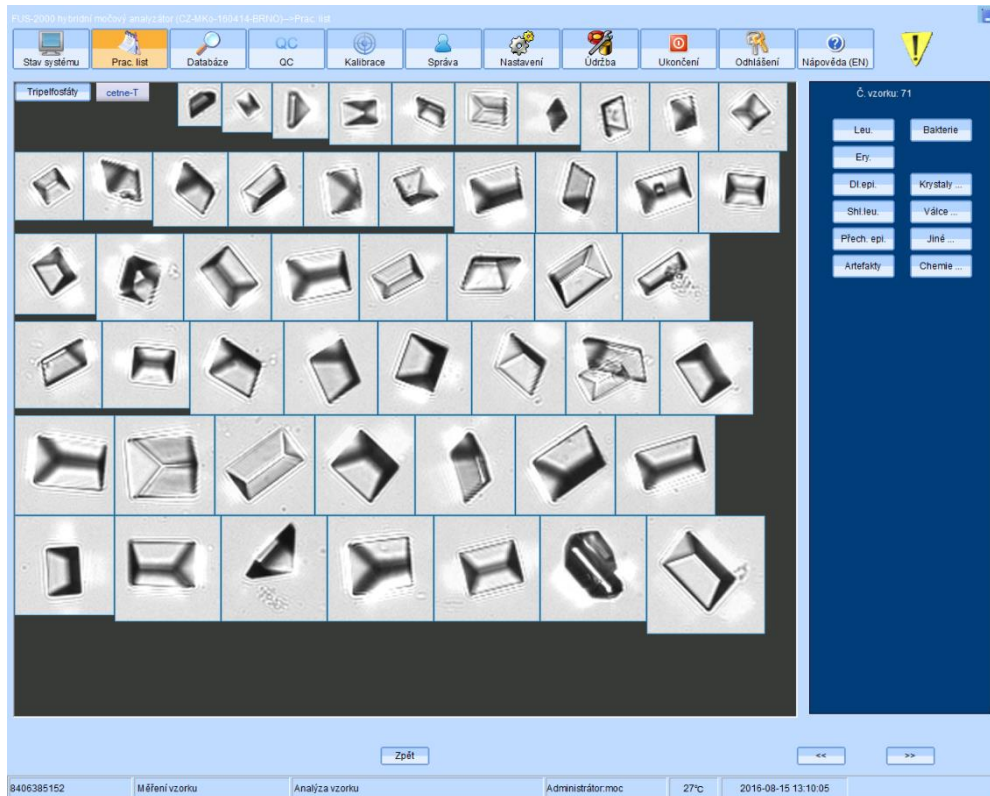 FUS-2000 hybridní močový analyzátor (CZ-MKo-160414-BRNO)-->Prac. list
Stav systému
Prac. list
Databáze
QC
QC
Kalibrace
Správa
Nastavení
Údržba
Ukončení
Odhlášení
Nápověda (EN)
Tripelfosfáty
cetne-T
Č. vzorku: 71
Leu.
Bakterie
Ery.
Dl.epi.
Krystaly ...
Shl.leu.
Válce ...
Přech. epi.
Jiné ...
Artefakty
Chemie ...
Zpět
<<
>>
8406385152
Měření vzorku
Analýza vzorku
Administrátor.moc
27℃
2016-08-15 13:10:05